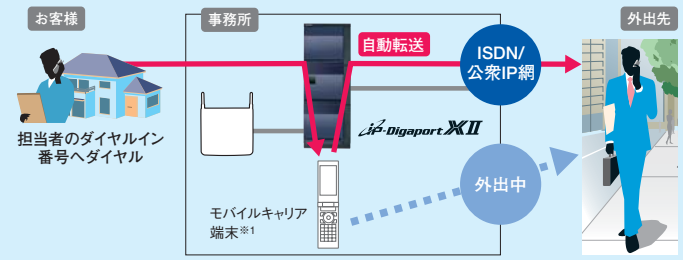 お客様
事務所
外出先
自動転送
ISDN/
公衆IP網
担当者のダイヤルイン
番号へダイヤル
IP-Digaport XII
外出中
モバイルキャリア
端末※1